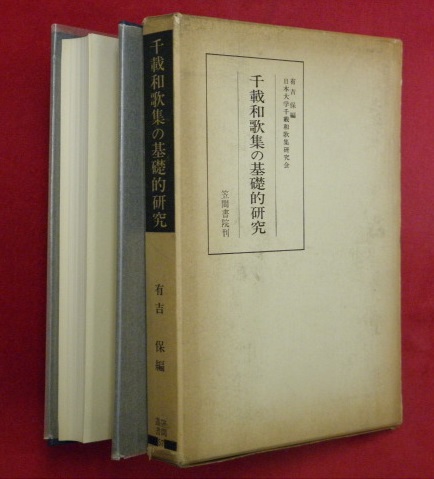 千載和歌集の基礎的研究
有吉 保編
有吉 保編
日本大学千載和歌集研究会
千載和歌集の基礎的研究
笠間書院刊